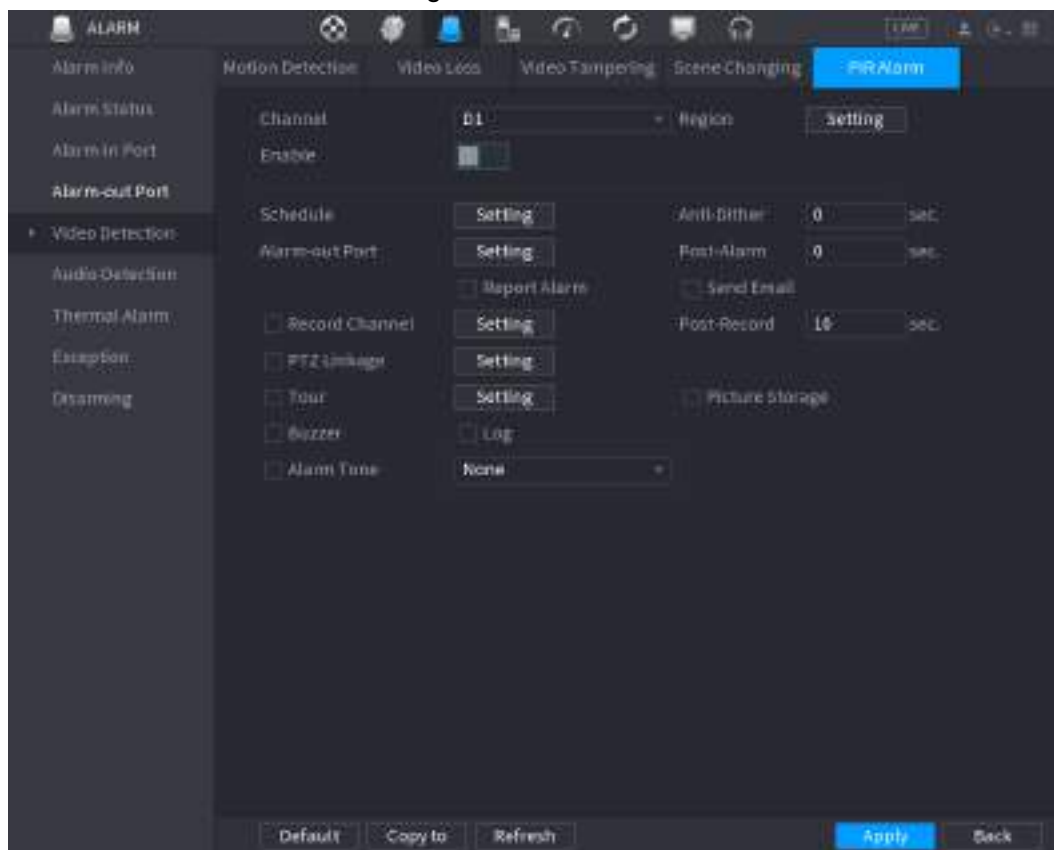 ALARM LIVE
Alarm Info
Alarm Status
Alarm-in Port
Alarm-out Port
Video Detection
Audio Detection
Thermal Alarm
Exception
Disarming
Motion Detection Video Loss Video Tampering Scene Changing PIR Alarm
Channel D1 Region Setting
Enable
Schedule Setting Anti-Dither 0 sec.
Alarm-out Port Setting Post-Alarm 0 sec.
Report Alarm Send Email
Record Channel Setting Post-Record 10 sec.
PTZ Linkage Setting
Tour Setting Picture Storage
Buzzer Log
Alarm Tone None
Default Copy to Refresh Apply Back